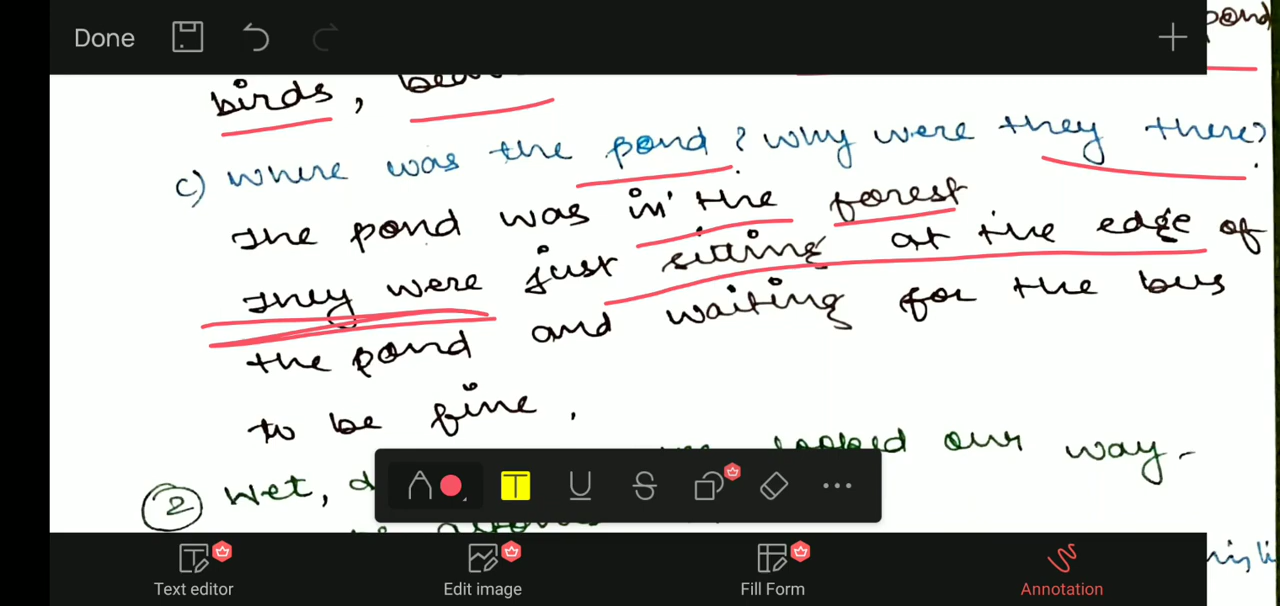 Done
pond
birds,
c) where was the pond? why were they there?
The pond was in the forest
They were just sitting at the edge of
the pond and waiting for the bus
to be fine.
2 Wet, looked our way.
Text editor Edit image Fill Form Annotation